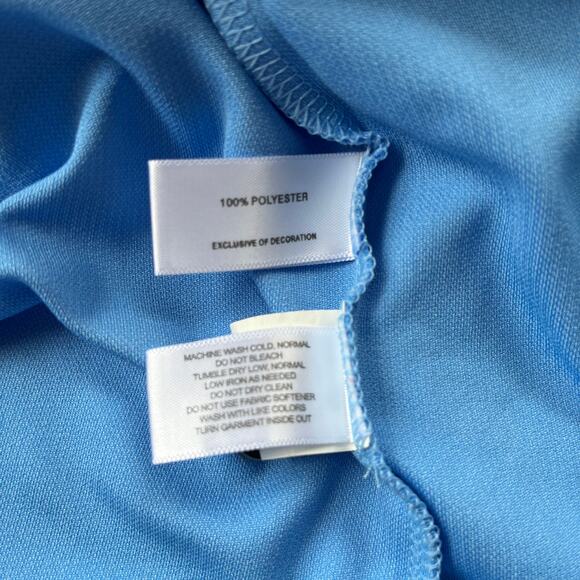 100% POLYESTER
EXCLUSIVE OF DECORATION
MACHINE WASH COLD, NORMAL
DO NOT BLEACH
TUMBLE DRY LOW, NORMAL
LOW IRON AS NEEDED
DO NOT DRY CLEAN
DO NOT USE FABRIC SOFTENER
WASH WITH LIKE COLORS
TURN GARMENT INSIDE OUT